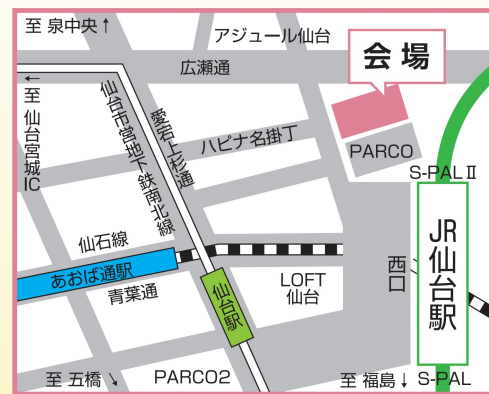 至 泉中央↑
アジュール仙台
会場
広瀬通
←至 仙台宮城IC
仙台市営地下鉄南北線
愛宕上杉通
ハピナ名掛丁
PARCO
S-PALⅡ
仙石線
あおば通駅
青葉通
仙台駅
LOFT
仙台
西口
JR仙台駅
至 五橋↘
PARCO2
至 福島↓
S-PAL